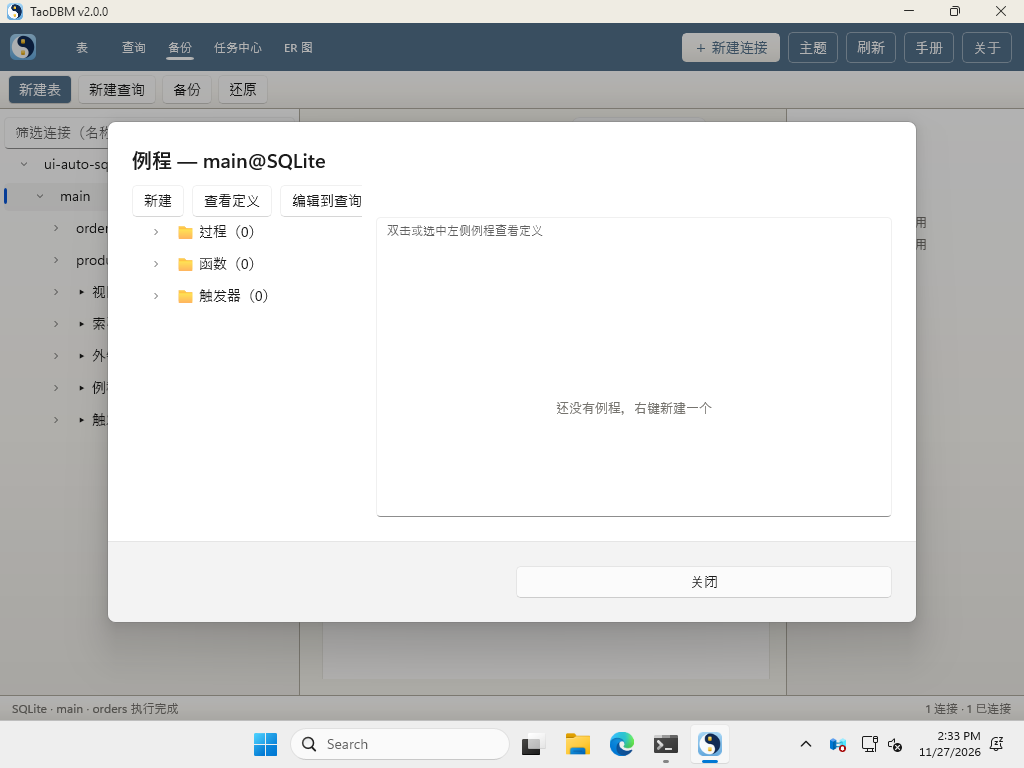 TaoDBM v2.0.0
表 查询 备份 任务中心 ER 图 + 新建连接 主题 刷新 手册 关于
新建表 新建查询 备份 还原
筛选连接（名称
ui-auto-sq
main
orders
produ
视
索
外
例
触
用
用
例程 — main@SQLite
新建 查看定义 编辑到查询
过程（0）
函数（0）
触发器（0）
双击或选中左侧例程查看定义
还没有例程，右键新建一个
关闭
SQLite · main · orders 执行完成
1 连接 · 1 已连接
Search
2:33 PM
11/27/2026